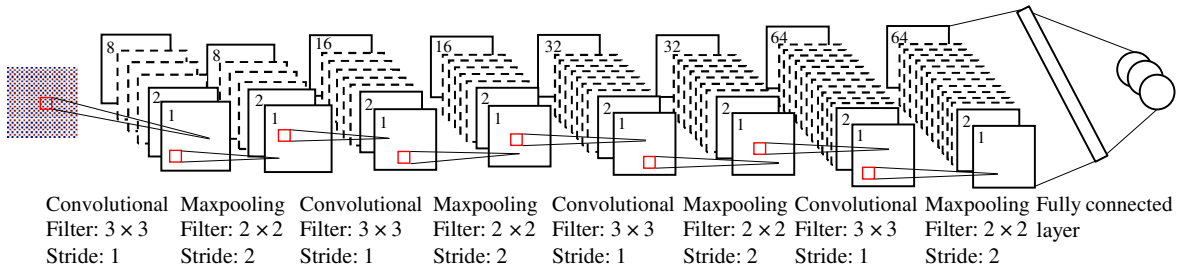 8
2
1
8
2
1
16
2
1
16
2
1
32
2
1
32
2
1
64
2
1
64
2
1
Convolutional
Filter: 3 × 3
Stride: 1
Maxpooling
Filter: 2 × 2
Stride: 2
Convolutional
Filter: 3 × 3
Stride: 1
Maxpooling
Filter: 2 × 2
Stride: 2
Convolutional
Filter: 3 × 3
Stride: 1
Maxpooling
Filter: 2 × 2
Stride: 2
Convolutional
Filter: 3 × 3
Stride: 1
Maxpooling
Filter: 2 × 2
Stride: 2
Fully connected
layer